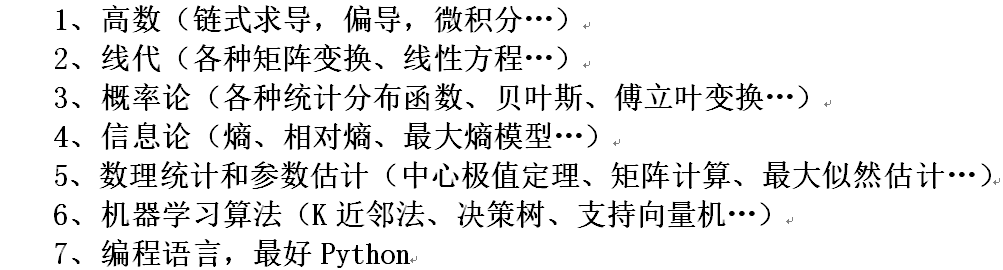 1、高数（链式求导，偏导，微积分…）
2、线代（各种矩阵变换、线性方程…）
3、概率论（各种统计分布函数、贝叶斯、傅立叶变换…）
4、信息论（熵、相对熵、最大熵模型…）
5、数理统计和参数估计（中心极值定理、矩阵计算、最大似然估计…）
6、机器学习算法（K 近邻法、决策树、支持向量机…）
7、编程语言，最好 Python